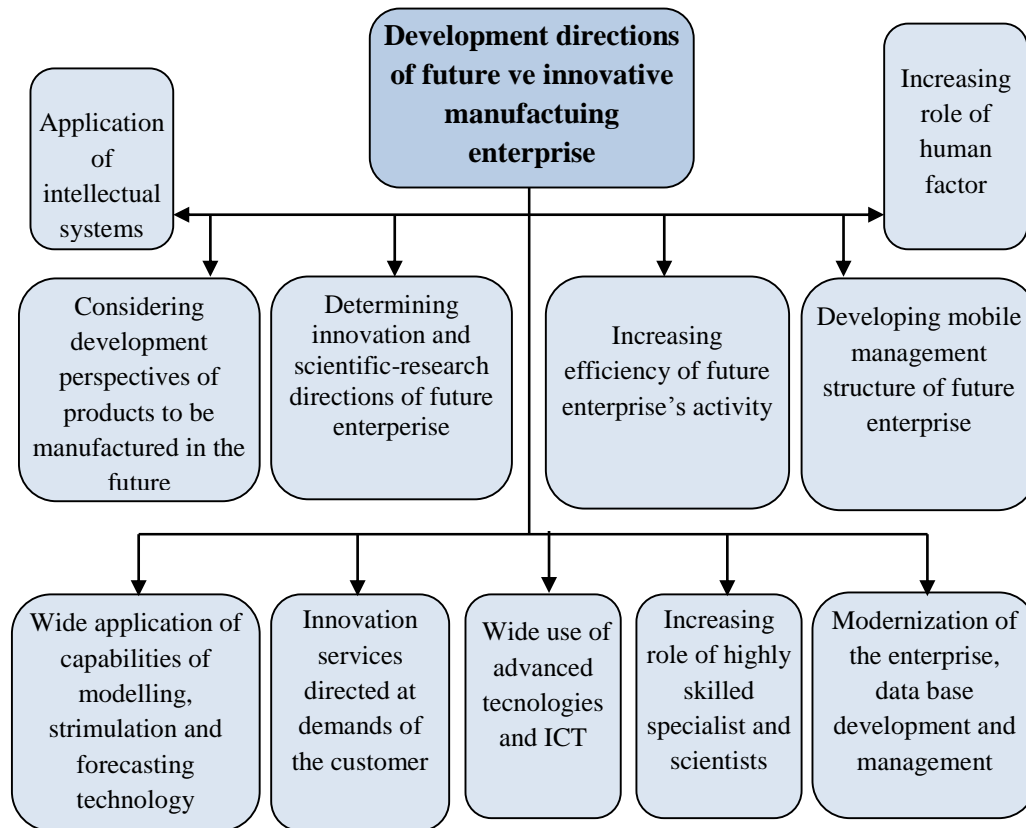 Development directions
of future ve innovative
manufactuing
enterprise
Application
of
intellectual
systems
Increasing
role of
human
factor
Considering
development
perspectives of
products to be
manufactured in the
future
Determining
innovation and
scientific-research
directions of future
enterperise
Increasing
efficiency of future
enterprise’s activity
Developing mobile
management
structure of future
enterprise
Wide application of
capabilities of
modelling,
strimulation and
forecasting
technology
Innovation
services
directed at
demands of
the customer
Wide use of
advanced
tecnologies
and ICT
Increasing
role of highly
skilled
specialist and
scientists
Modernization of
the enterprise,
data base
development and
management